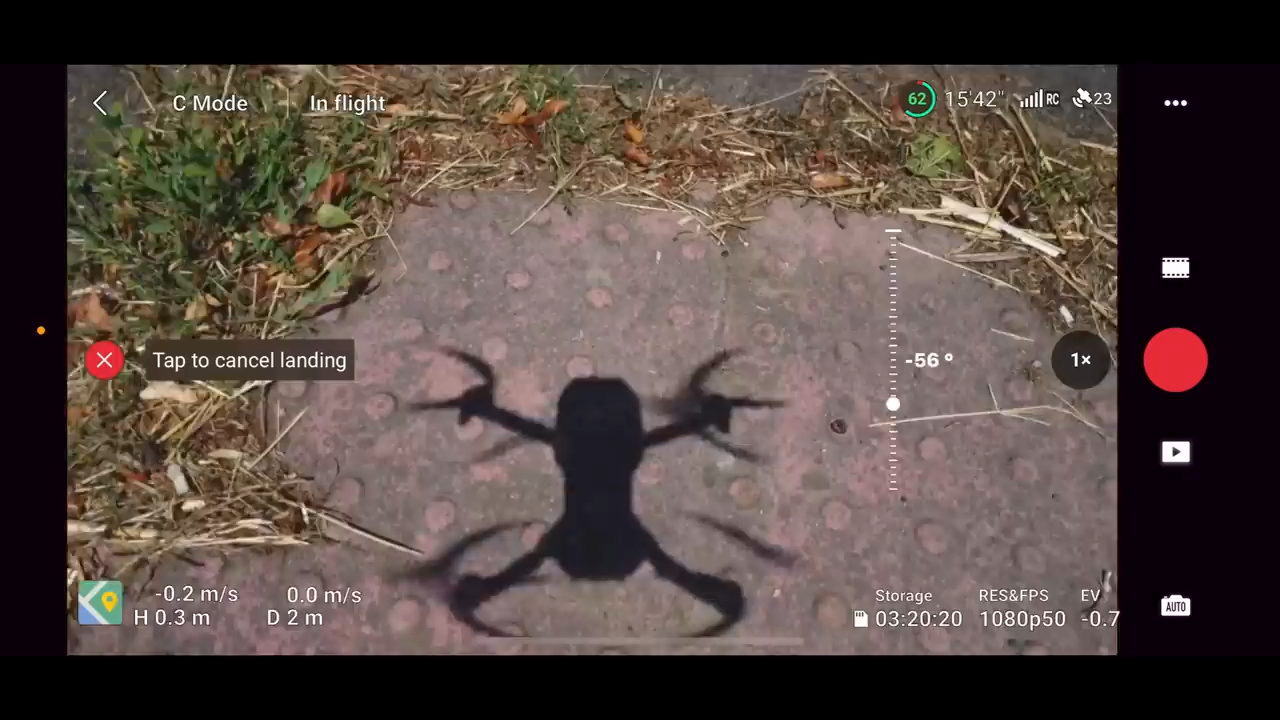 C Mode
In flight
62
15'42"
RC
23
Tap to cancel landing
-56 °
1×
-0.2 m/s
0.0 m/s
H 0.3 m
D 2 m
Storage
RES&FPS
EV
03:20:20
1080p50
-0.7
AUTO